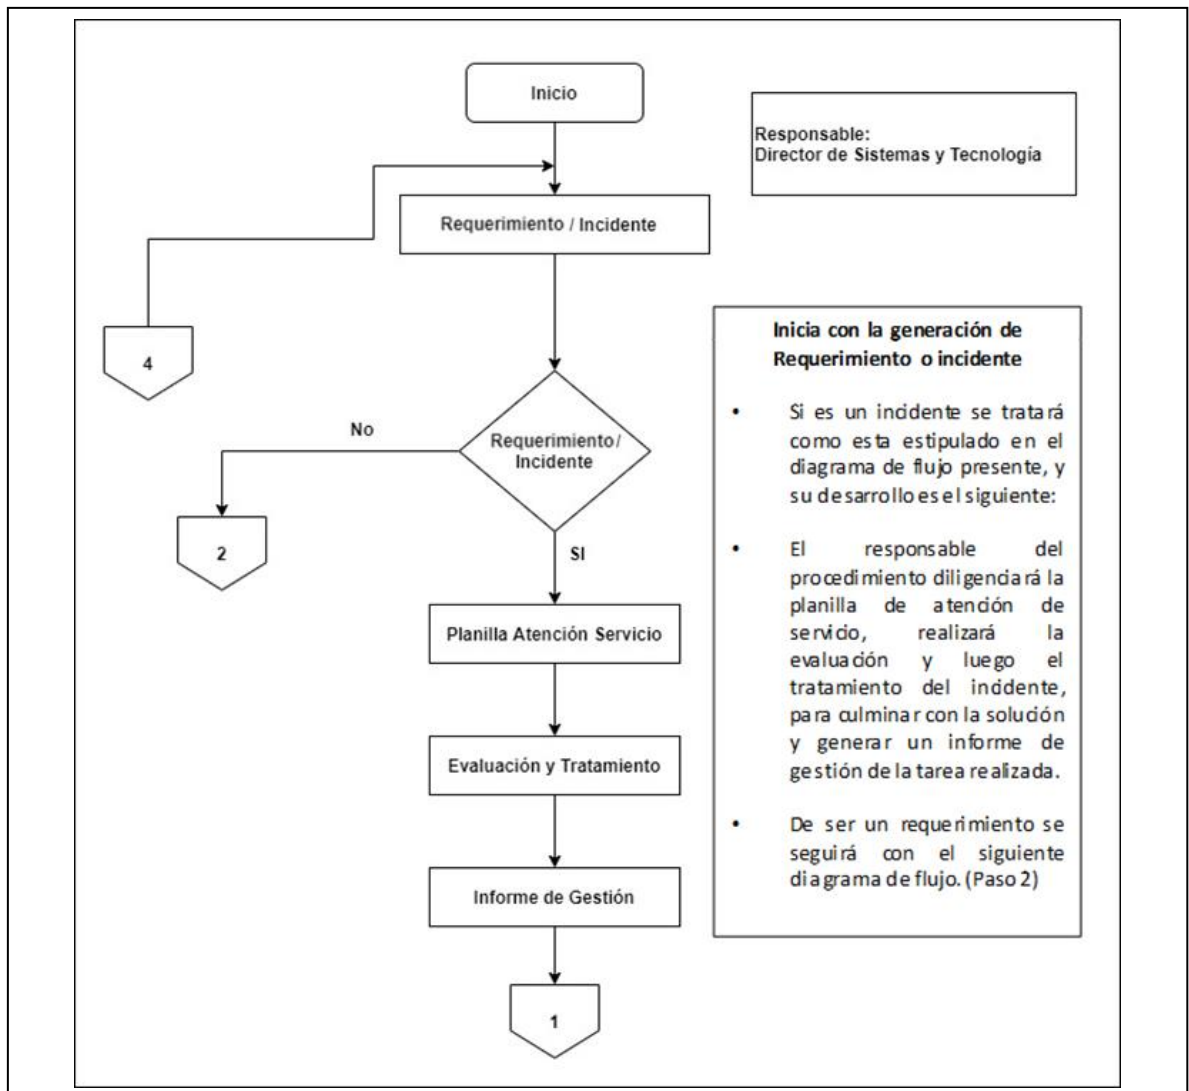 Inicio
Responsable:
Director de Sistemas y Tecnología
Requerimiento / Incidente
4
Inicia con la generación de
Requerimiento o incidente
• Si es un incidente se tratará
como esta estipulado en el
diagrama de flujo presente, y
su desarrollo es el siguiente:
No
Requerimiento/
Incidente
2
SI
• El responsable del
procedimiento diligenciará la
planilla de atención de
servicio, realizará la
evaluación y luego el
tratamiento del incidente,
para culminar con la solución
y generar un informe de
gestión de la tarea realizada.
Planilla Atención Servicio
Evaluación y Tratamiento
• De ser un requerimiento se
seguirá con el siguiente
diagrama de flujo. (Paso 2)
Informe de Gestión
1